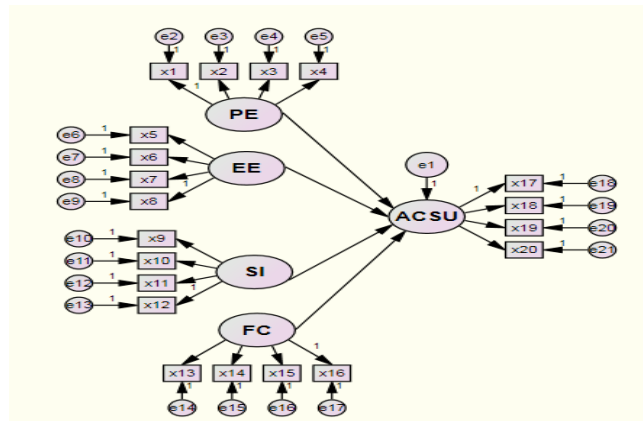 e2 e3 e4 e5
1 1 1 1
x1 x2 x3 x4
1
PE
e6 1 x5
e7 1 x6
e8 1 x7
e9 1 x8
1
EE
e10 1 x9
e11 1 x10
e12 1 x11
e13 1 x12
1
SI
FC
1
x13 x14 x15 x16
1 1 1 1
e14 e15 e16 e17
e1
1
ACSU
1
x17 1 e18
x18 1 e19
x19 1 e20
x20 1 e21